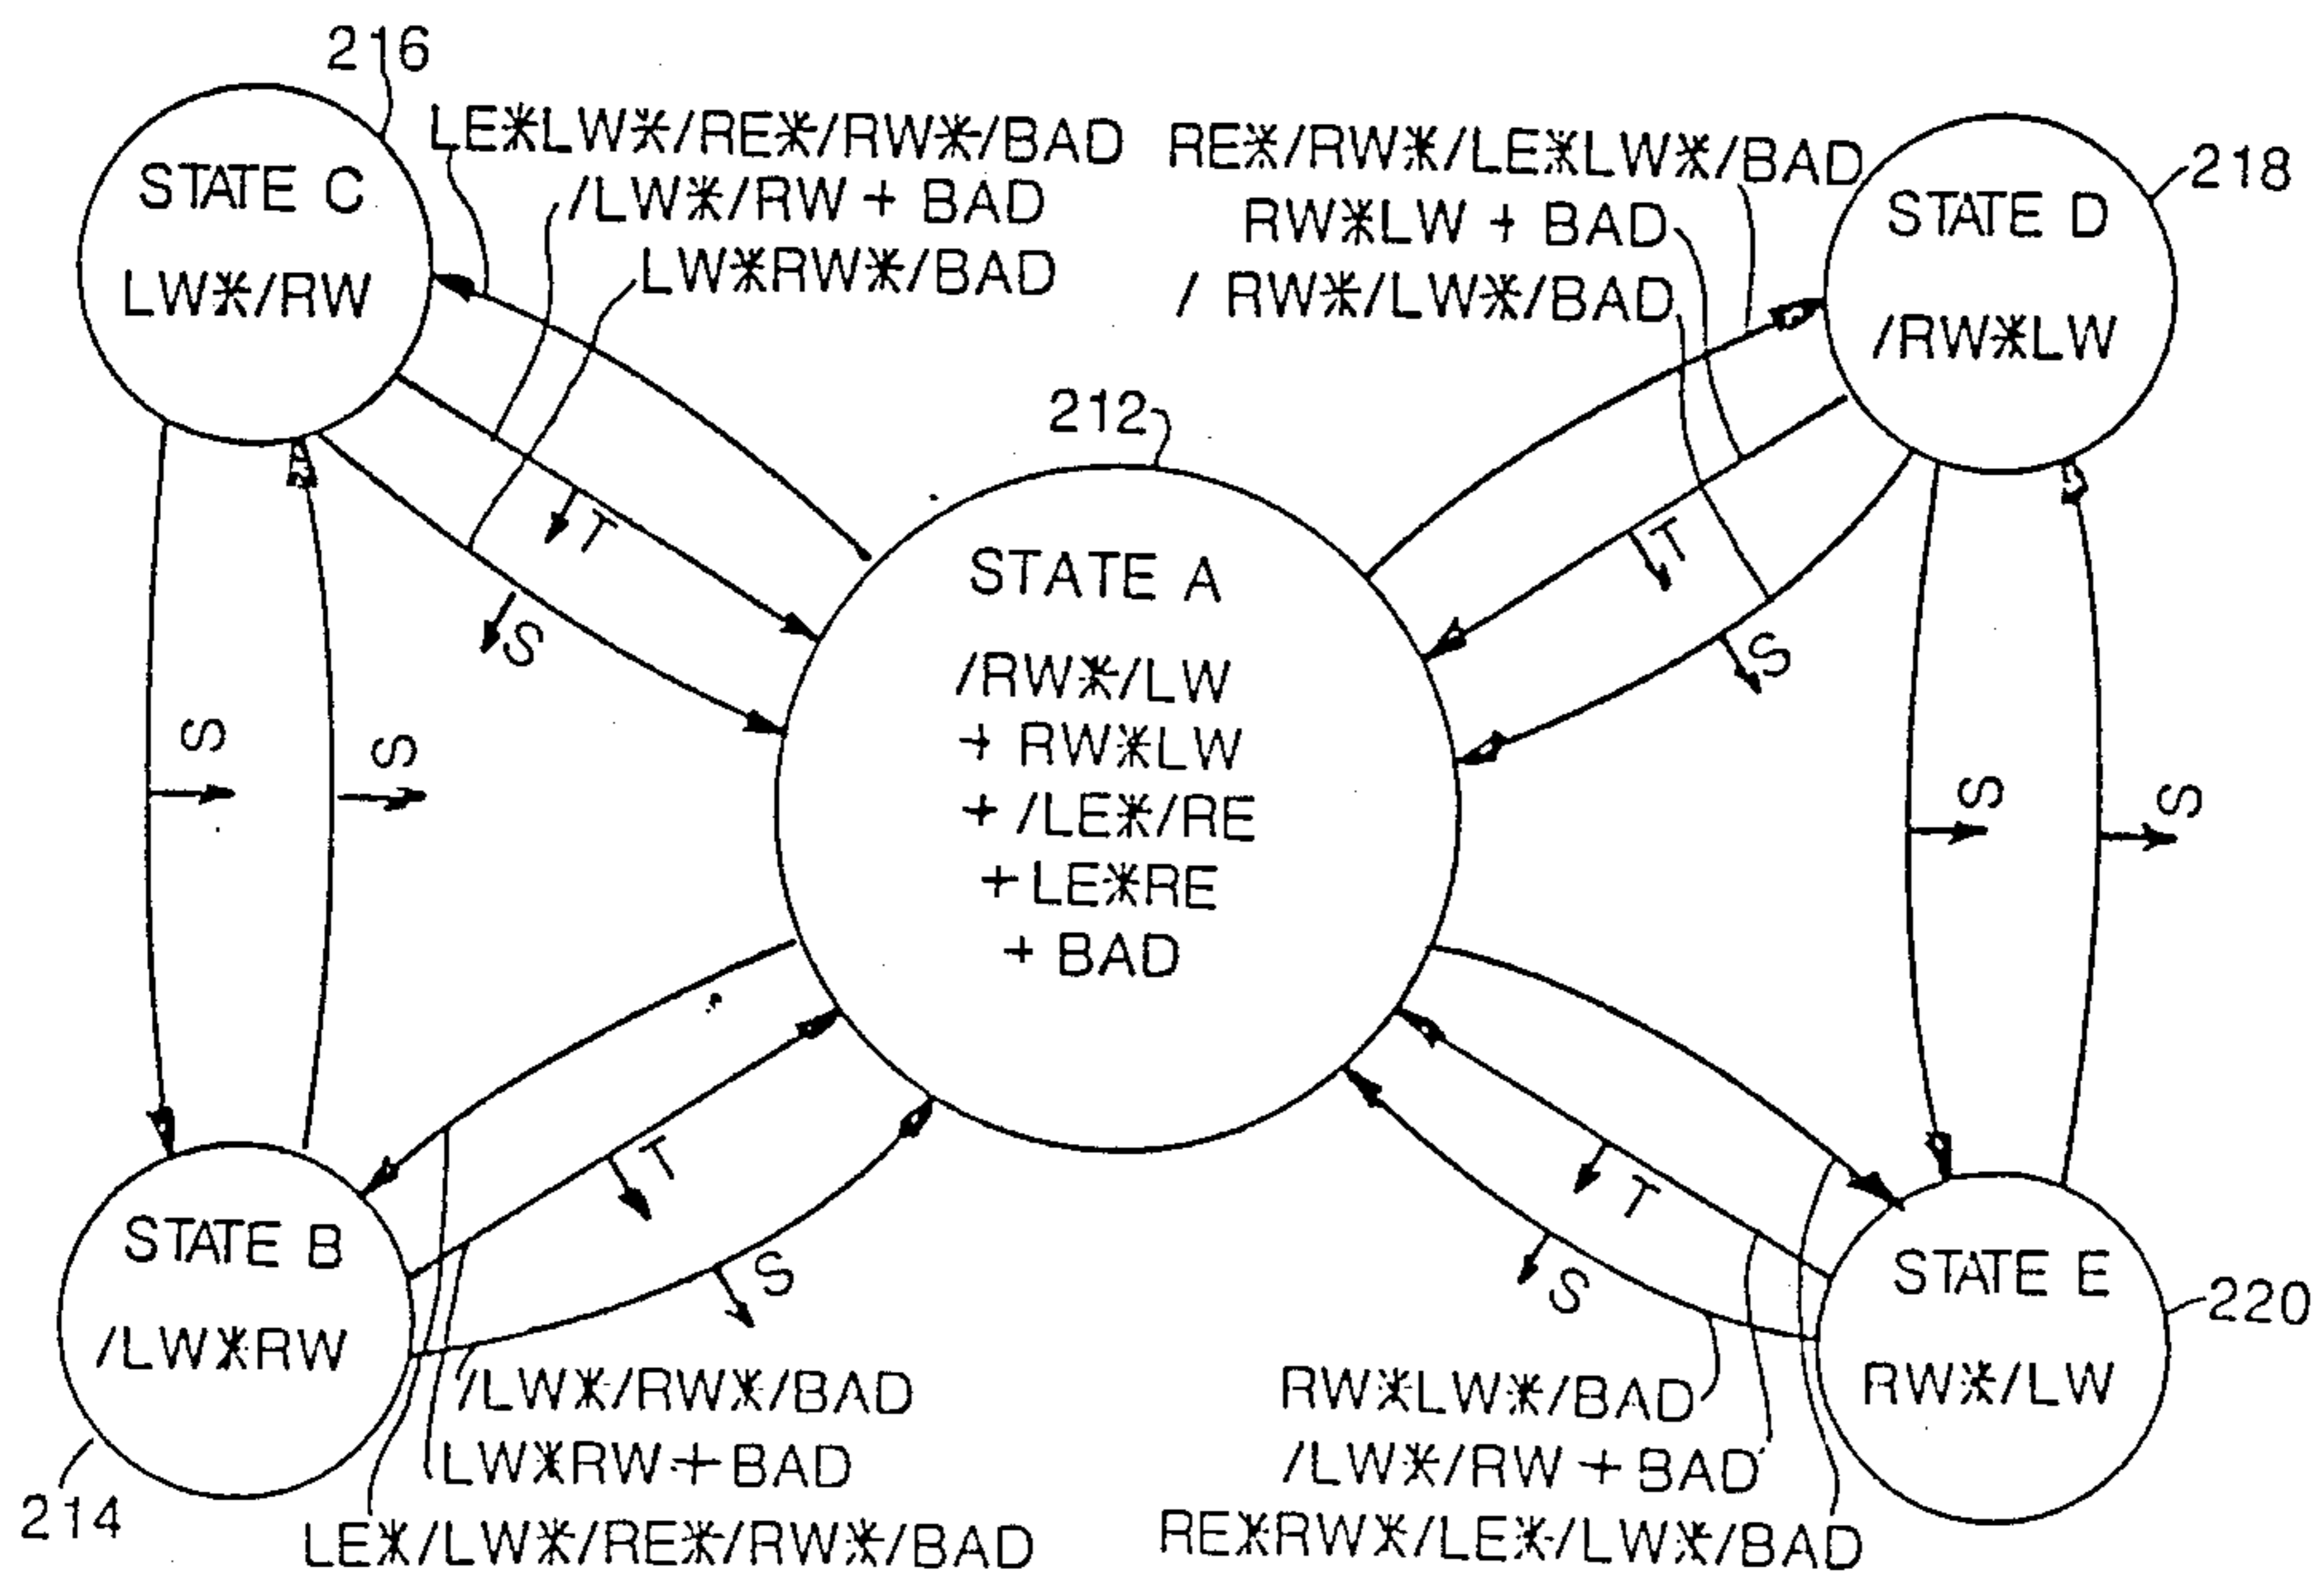 216
STATE C
LW*/RW
LE*LW*/RE*/RW*/BAD
/LW*/RW + BAD
LW*RW*/BAD
RE*/RW*/LE*LW*/BAD
RW*LW + BAD
/ RW*/LW*/BAD
218
STATE D
/RW*LW
212
T
S
T
S
STATE A
/RW*/LW
+ RW*LW
+ /LE*/RE
+ LE*RE
+ BAD
S
S
S
S
T
S
T
S
STATE B
/LW*RW
214
/LW*/RW*/BAD
LW*RW + BAD
LE*/LW*/RE*/RW*/BAD
STATE E
RW*/LW
220
RW*LW*/BAD
/LW*/RW + BAD
RE*RW*/LE*/LW*/BAD